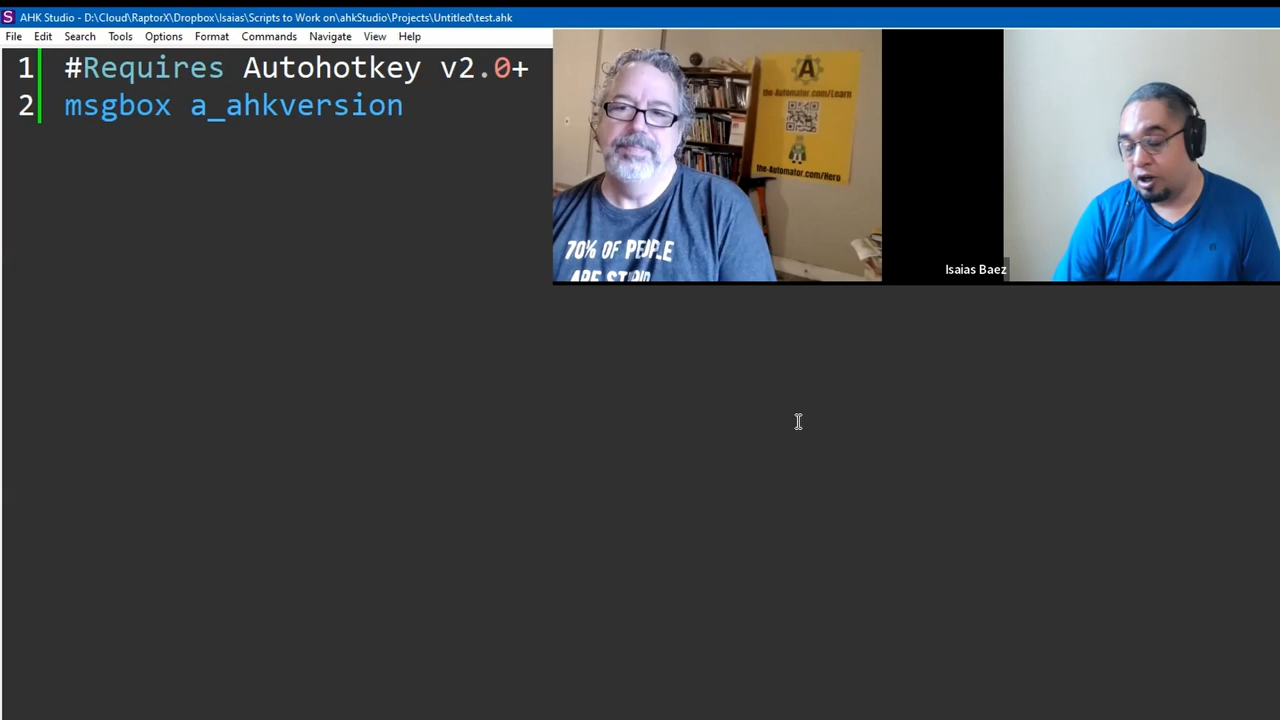 AHK Studio - D:\Cloud\RaptorX\Dropbox\Isaias\Scripts to Work on\ahkStudio\Projects\Untitled\test.ahk
File Edit Search Tools Options Format Commands Navigate View Help
1 #Requires Autohotkey v2.0+
2 msgbox a_ahkversion
A
the-Automator.com/Learn
the-Automator.com/Hero
70% OF PEOPLE
ARE STUPID
Isaias Baez